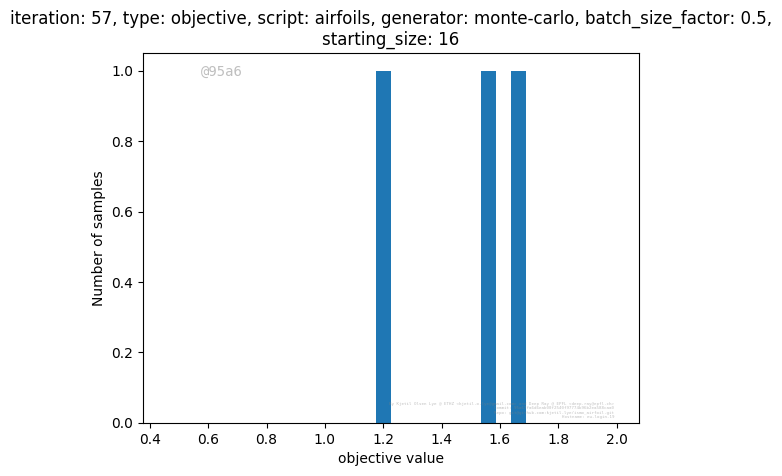 iteration: 57, type: objective, script: airfoils, generator: monte-carlo, batch_size_factor: 0.5,
starting_size: 16
@95a6
1.0
0.8
0.6
0.4
0.2
0.0
Number of samples
0.4 0.6 0.8 1.0 1.2 1.4 1.6 1.8 2.0
objective value